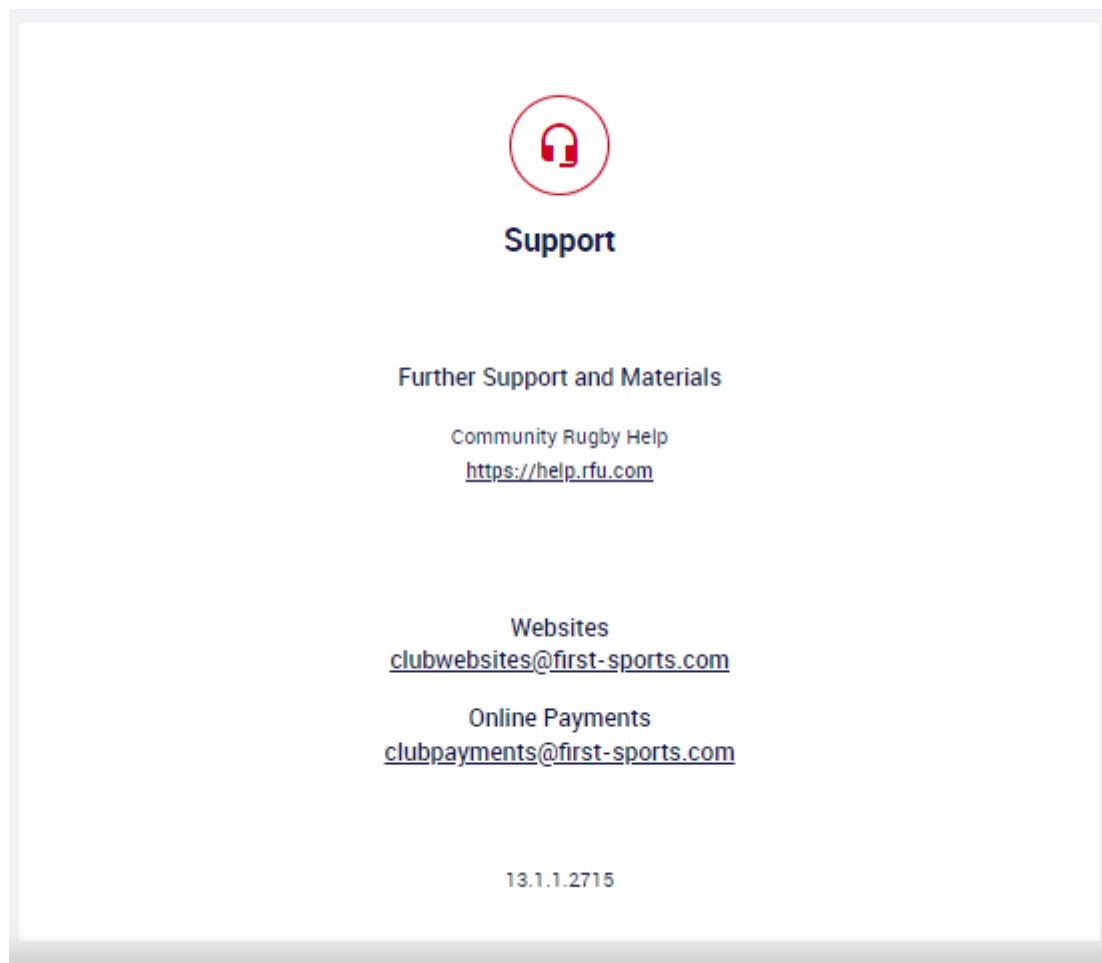 Support
Further Support and Materials
Community Rugby Help
https://help.rfu.com
Websites
clubwebsites@first-sports.com
Online Payments
clubpayments@first-sports.com
13.1.1.2715